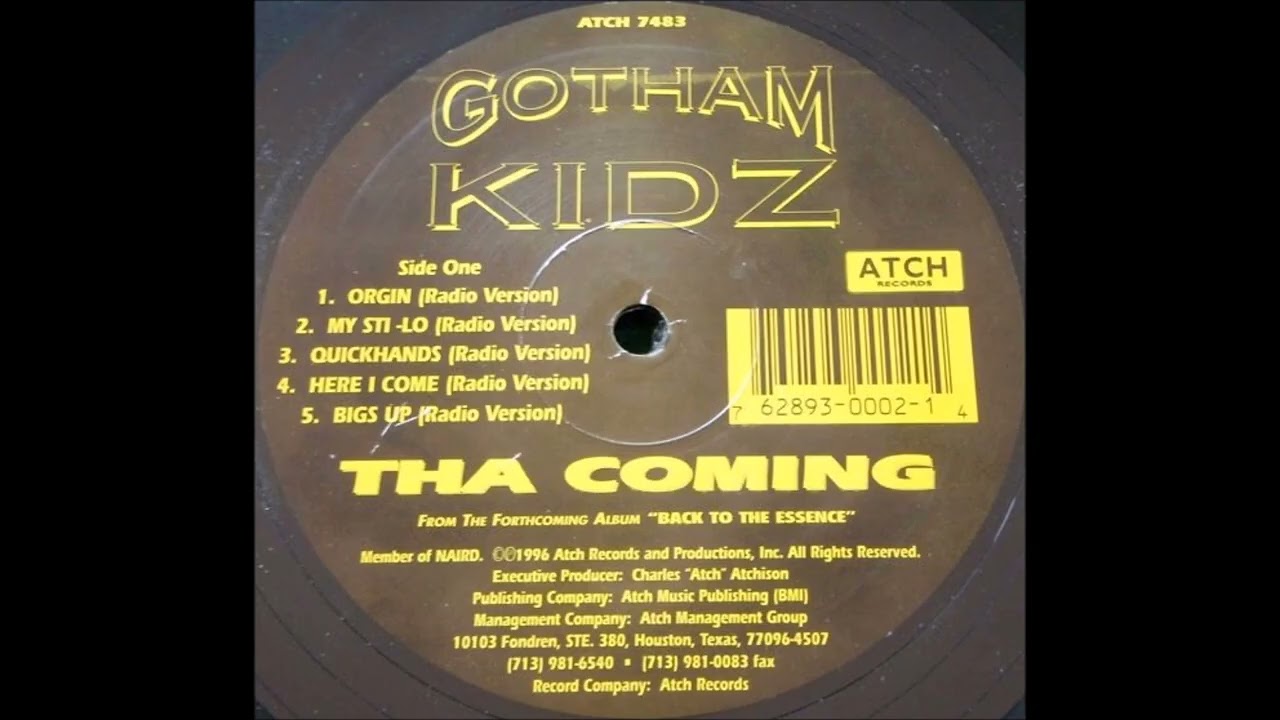 ATCH 7483
GOTHAM
KIDZ
Side One
1. ORGIN (Radio Version)
2. MY STI -LO (Radio Version)
3. QUICKHANDS (Radio Version)
4. HERE I COME (Radio Version)
5. BIGS UP (Radio Version)
ATCH
RECORDS
7 62893-0002-1 4
THA COMING
FROM THE FORTHCOMING ALBUM "BACK TO THE ESSENCE"
Member of NAIRD. ©℗1996 Atch Records and Productions, Inc. All Rights Reserved.
Executive Producer: Charles "Atch" Atchison
Publishing Company: Atch Music Publishing (BMI)
Management Company: Atch Management Group
10103 Fondren, STE. 380, Houston, Texas, 77096-4507
(713) 981-6540 ▪ (713) 981-0083 fax
Record Company: Atch Records